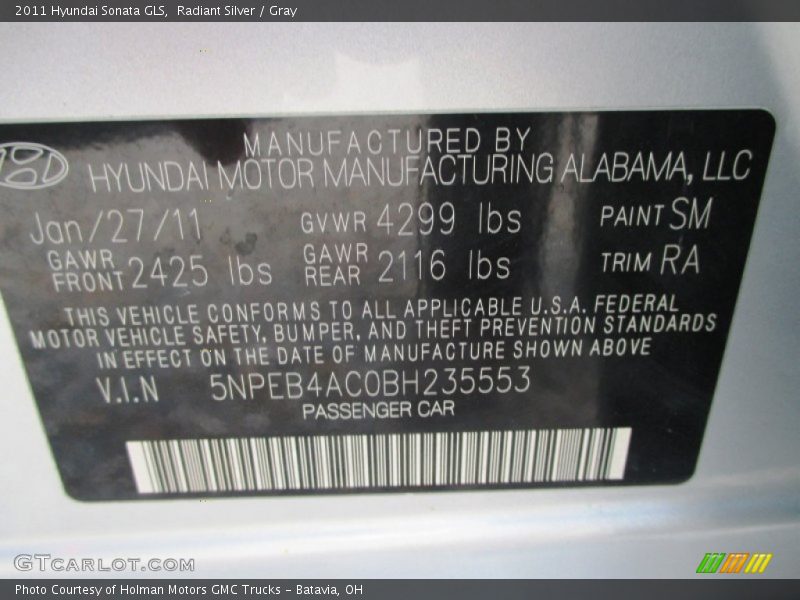 2011 Hyundai Sonata GLS, Radiant Silver / Gray
MANUFACTURED BY
HYUNDAI MOTOR MANUFACTURING ALABAMA, LLC
Jan/27/11 GVWR 4299 lbs PAINT SM
GAWR FRONT 2425 lbs GAWR REAR 2116 lbs TRIM RA
THIS VEHICLE CONFORMS TO ALL APPLICABLE U.S.A. FEDERAL
MOTOR VEHICLE SAFETY, BUMPER, AND THEFT PREVENTION STANDARDS
IN EFFECT ON THE DATE OF MANUFACTURE SHOWN ABOVE
V.I.N 5NPEB4AC0BH235553
PASSENGER CAR
GTCARLOT.COM
Photo Courtesy of Holman Motors GMC Trucks - Batavia, OH